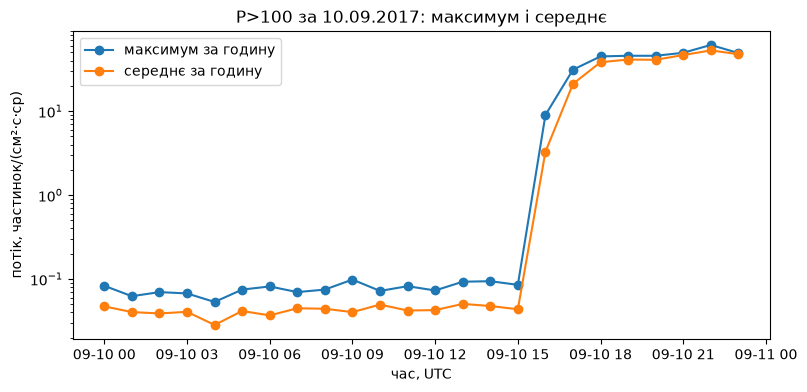 P>100 за 10.09.2017: максимум і середнє
максимум за годину
середнє за годину
потік, частинок/(см²·с·ср)
10¹
10⁰
10⁻¹
09-10 00 09-10 03 09-10 06 09-10 09 09-10 12 09-10 15 09-10 18 09-10 21 09-11 00
час, UTC